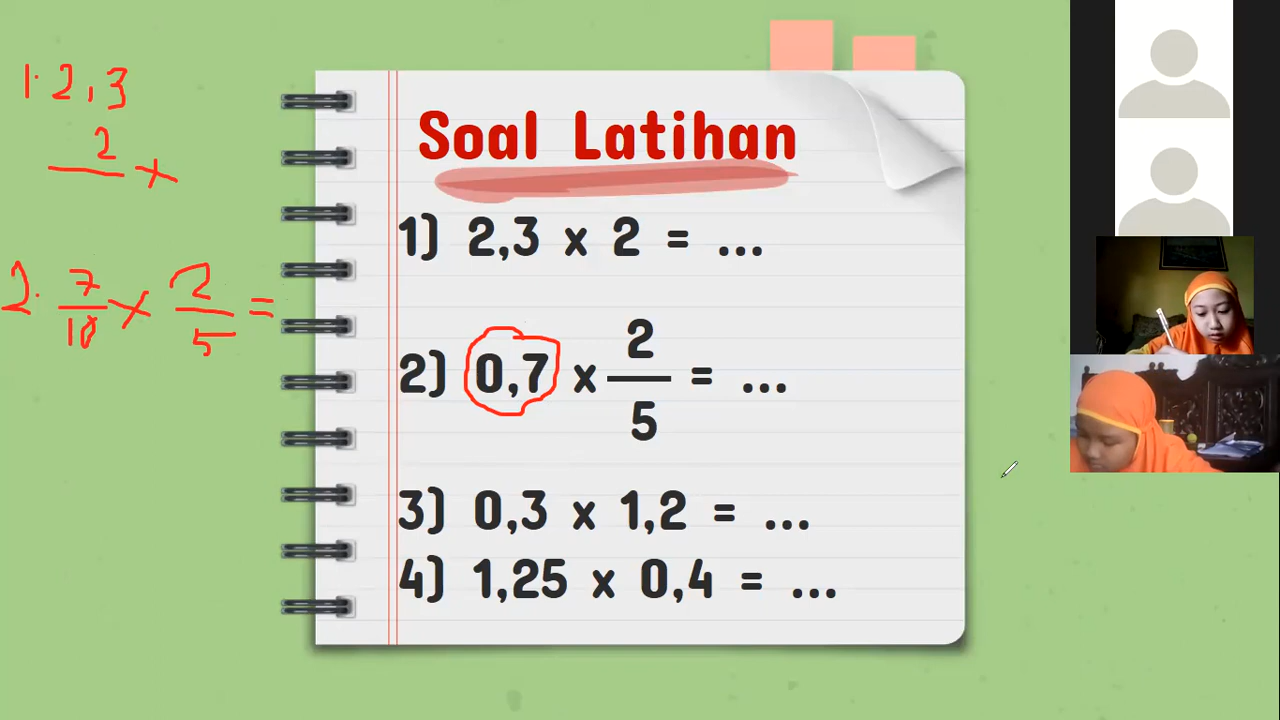 Soal Latihan
1) 2,3 x 2 = ...
2) 0,7 x 2/5 = ...
3) 0,3 x 1,2 = ...
4) 1,25 x 0,4 = ...
1. 2,3
2
x
2. 7/10 x 2/5 =